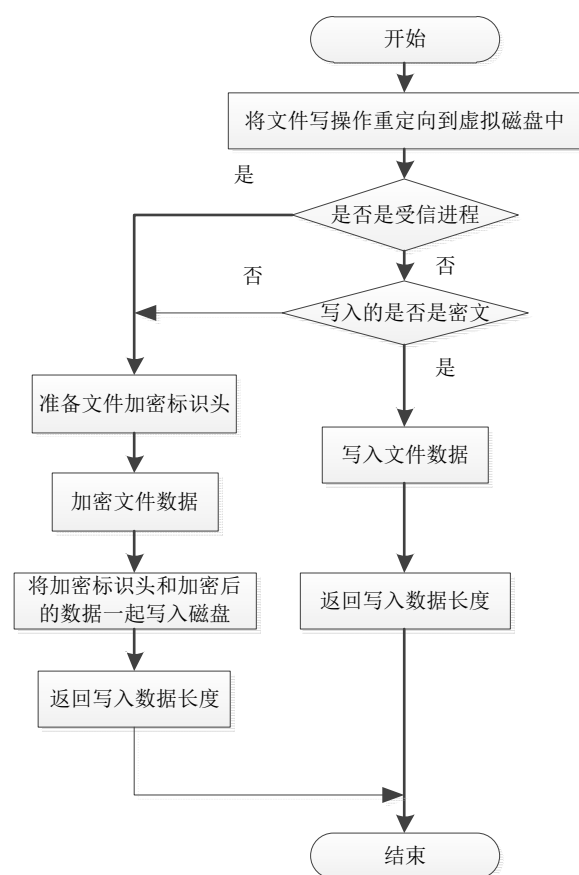 开始
将文件写操作重定向到虚拟磁盘中
是
是否是受信进程
否
否
写入的是否是密文
是
准备文件加密标识头
写入文件数据
加密文件数据
将加密标识头和加密后
的数据一起写入磁盘
返回写入数据长度
返回写入数据长度
结束